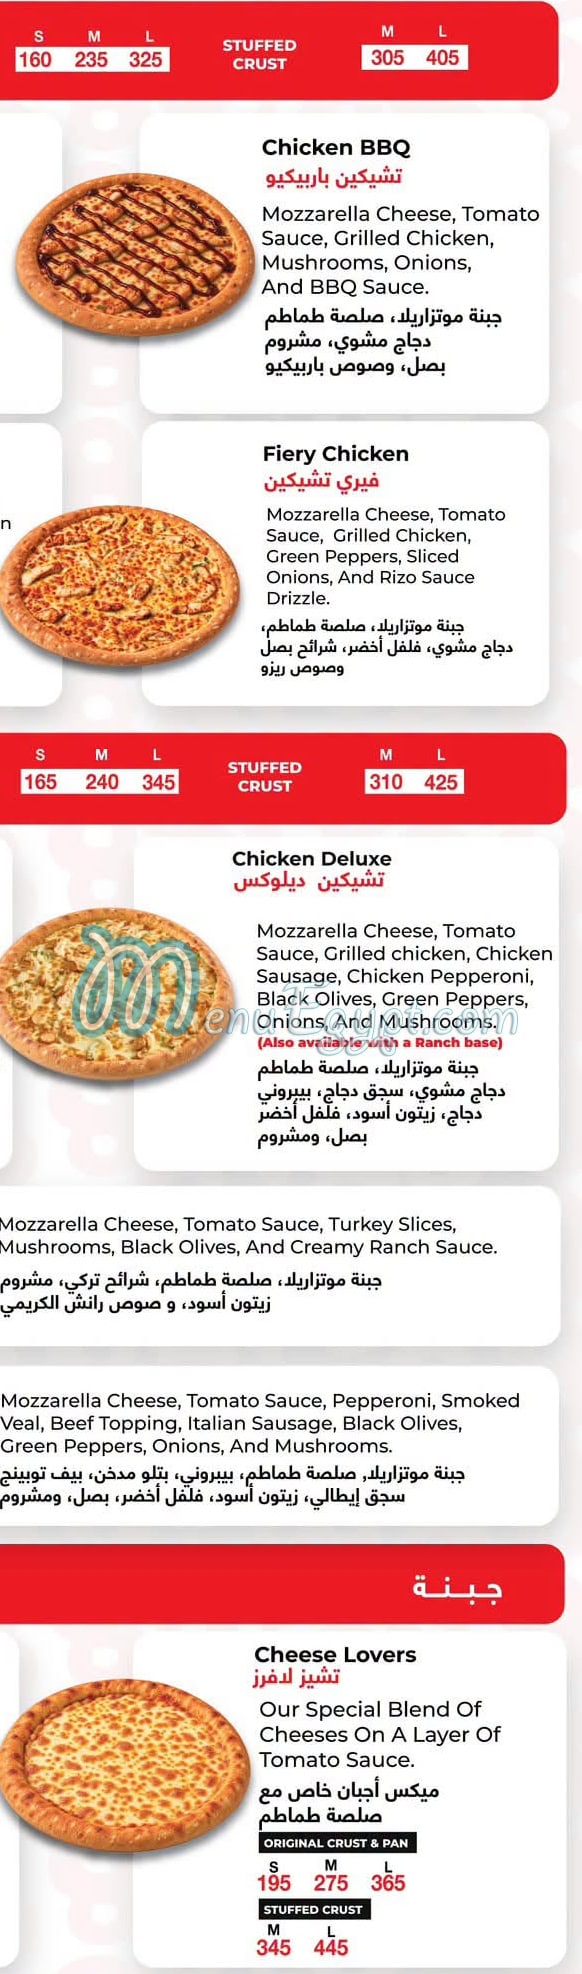 S M L
160 235 325
STUFFED
CRUST
M L
305 405
Chicken BBQ
تشيكين باربيكيو
Mozzarella Cheese, Tomato
Sauce, Grilled Chicken,
Mushrooms, Onions,
And BBQ Sauce.
جبنة موتزاريلا، صلصة طماطم
دجاج مشوي، مشروم
بصل، وصوص باربيكيو
n
Fiery Chicken
فيري تشيكين
Mozzarella Cheese, Tomato
Sauce, Grilled Chicken,
Green Peppers, Sliced
Onions, And Rizo Sauce
Drizzle.
جبنة موتزاريلا، صلصة طماطم،
دجاج مشوي، فلفل أخضر، شرائح بصل
وصوص ريزو
S M L
165 240 345
STUFFED
CRUST
M L
310 425
Chicken Deluxe
تشيكين ديلوكس
Mozzarella Cheese, Tomato
Sauce, Grilled chicken, Chicken
Sausage, Chicken Pepperoni,
Black Olives, Green Peppers,
Onions, And Mushrooms.
MenuEgypt.com
(Also available with a Ranch base)
جبنة موتزاريلا، صلصة طماطم
دجاج مشوي، سجق دجاج، بيبروني
دجاج، زيتون أسود، فلفل أخضر
بصل، ومشروم
Mozzarella Cheese, Tomato Sauce, Turkey Slices,
Mushrooms, Black Olives, And Creamy Ranch Sauce.
جبنة موتزاريلا، صلصة طماطم، شرائح تركي، مشروم
زيتون أسود، و صوص رانش الكريمي
Mozzarella Cheese, Tomato Sauce, Pepperoni, Smoked
Veal, Beef Topping, Italian Sausage, Black Olives,
Green Peppers, Onions, And Mushrooms.
جبنة موتزاريلا, صلصة طماطم، بيبروني، بتلو مدخن، بيف توبينج
سجق إيطالي، زيتون أسود، فلفل أخضر، بصل، ومشروم
جبنة
Cheese Lovers
تشيز لافرز
Our Special Blend Of
Cheeses On A Layer Of
Tomato Sauce.
ميكس أجبان خاص مع
صلصة طماطم
ORIGINAL CRUST & PAN
S M L
195 275 365
STUFFED CRUST
M L
345 445